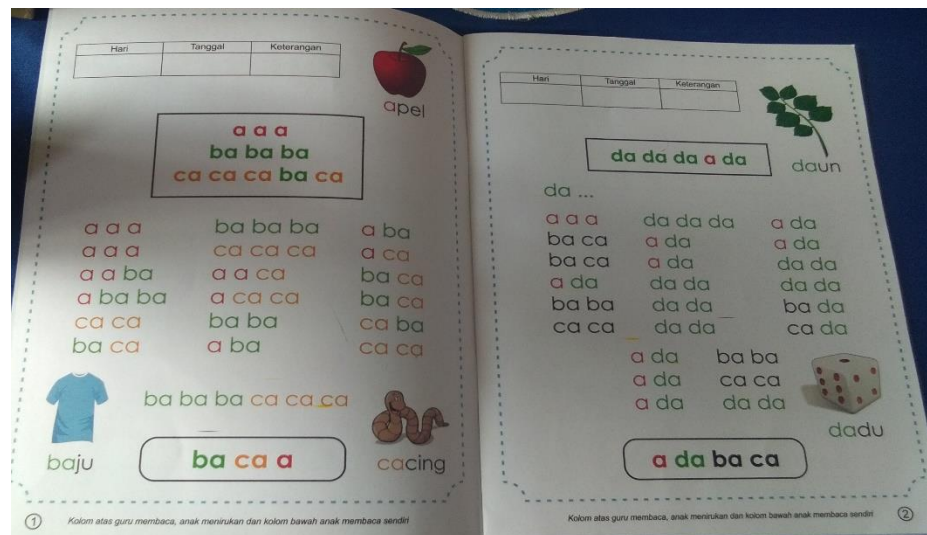 Hari Tanggal Keterangan
apel
a a a
ba ba ba
ca ca ca ba ca
a a a ba ba ba a ba
a a a ca ca ca a ca
a a ba a a ca ba ca
a ba ba a ca ca ba ca
ca ca ba ba ca ba
ba ca a ba ca ca
ba ba ba ca ca ca
baju
ba ca a
cacing
1 Kolom atas guru membaca, anak menirukan dan kolom bawah anak membaca sendiri
Hari Tanggal Keterangan
daun
da da da a da
da ...
a a a da da da a da
ba ca a da a da
ba ca a da da da
a da da da da da
ba ba da da ba da
ca ca da da ca da
a da ba ba
a da ca ca
a da da da
dadu
a da ba ca
Kolom atas guru membaca, anak menirukan dan kolom bawah anak membaca sendiri 2